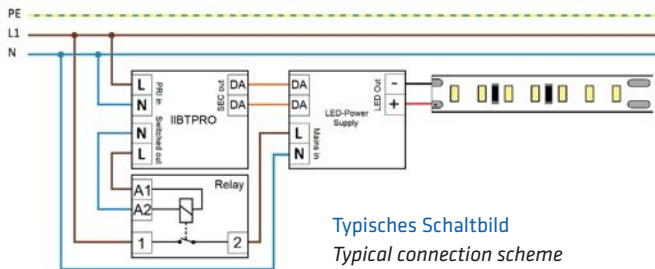 PE
L1
N
L
N
PRI in
IIBTPRO
SEC out
DA
DA
N
L
Switched out
DA
DA
LED-Power
Supply
LED Out
-
+
L
N
Mains in
Relay
A1
A2
1
2
Typisches Schaltbild
Typical connection scheme